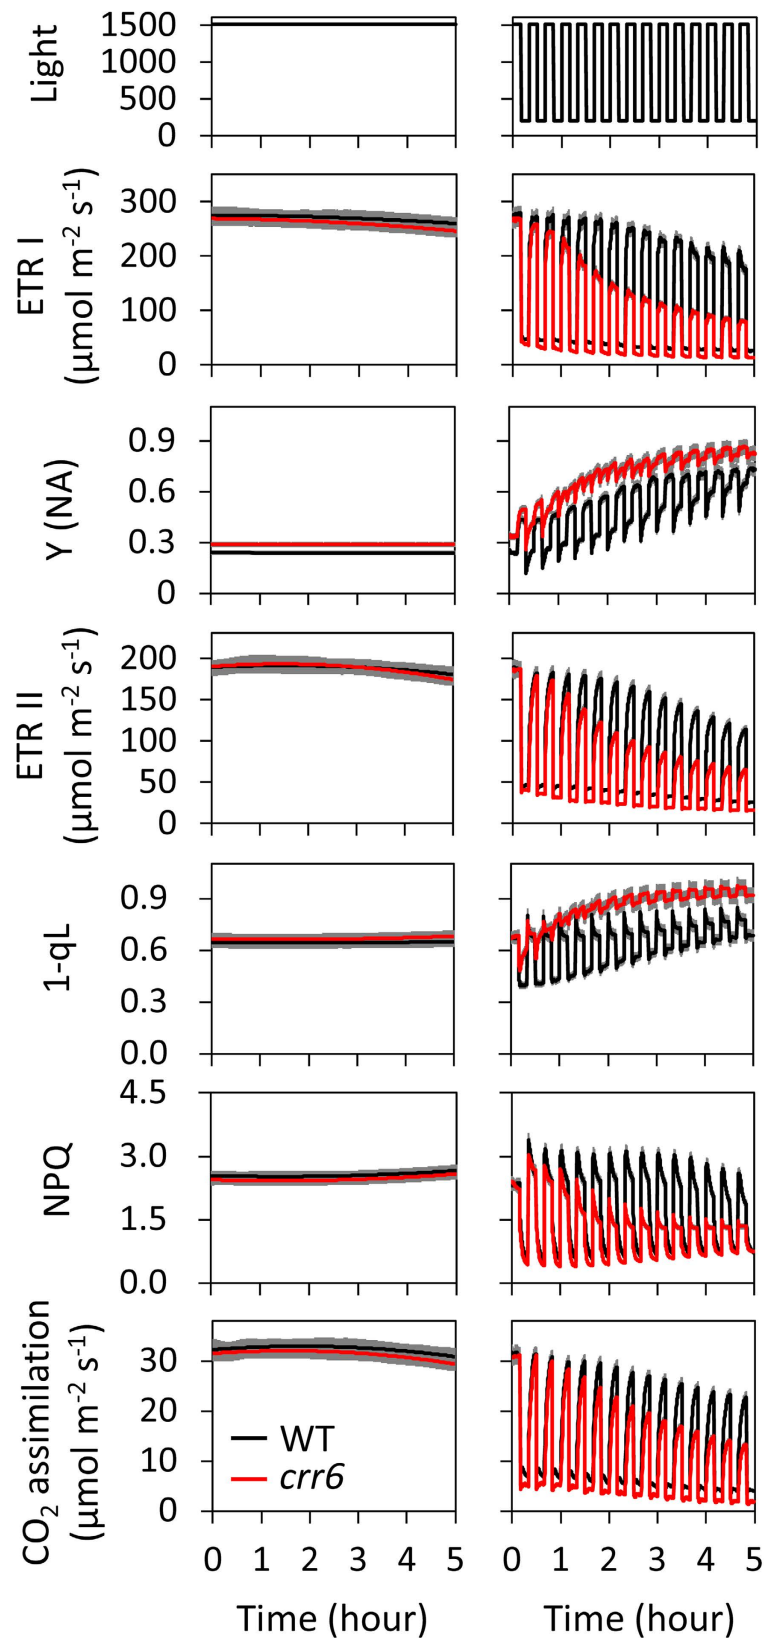 Light
1500
1000
500
0
ETR I
(µmol m⁻² s⁻¹)
300
200
100
0
Y (NA)
0.9
0.6
0.3
0
ETR II
(µmol m⁻² s⁻¹)
200
150
100
50
0
1-qL
0.9
0.6
0.3
0.0
NPQ
4.5
3.0
1.5
0.0
CO₂ assimilation
(µmol m⁻² s⁻¹)
30
20
10
0
WT
crr6
0 1 2 3 4 5
0 1 2 3 4 5
Time (hour)
Time (hour)